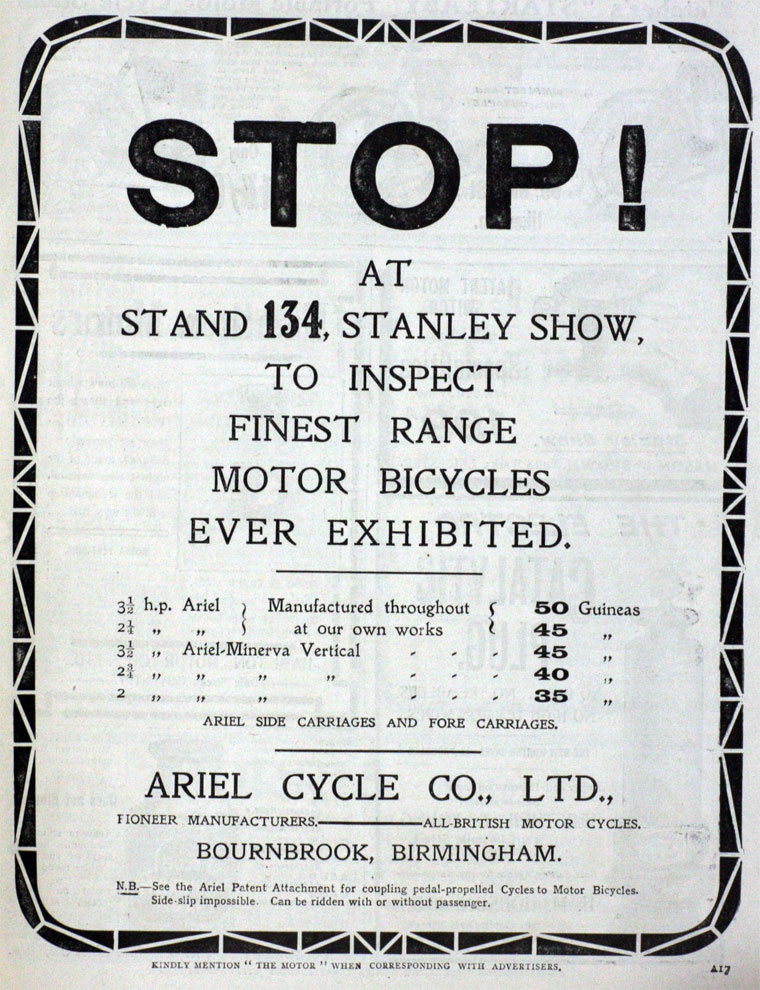 STOP!
AT
STAND 134, STANLEY SHOW,
TO INSPECT
FINEST RANGE
MOTOR BICYCLES
EVER EXHIBITED.
3½ h.p. Ariel } Manufactured throughout { 50 Guineas
2¼ „ „ } at our own works { 45 „
3½ „ Ariel-Minerva Vertical - - - 45 „
2¾ „ „ „ „ - - - 40 „
2 „ „ „ - - - 35 „
ARIEL SIDE CARRIAGES AND FORE CARRIAGES.
ARIEL CYCLE CO., LTD.,
PIONEER MANUFACTURERS.——ALL-BRITISH MOTOR CYCLES.
BOURNBROOK, BIRMINGHAM.
N.B.—See the Ariel Patent Attachment for coupling pedal-propelled Cycles to Motor Bicycles.
Side-slip impossible. Can be ridden with or without passenger.
KINDLY MENTION "THE MOTOR" WHEN CORRESPONDING WITH ADVERTISERS.
A17